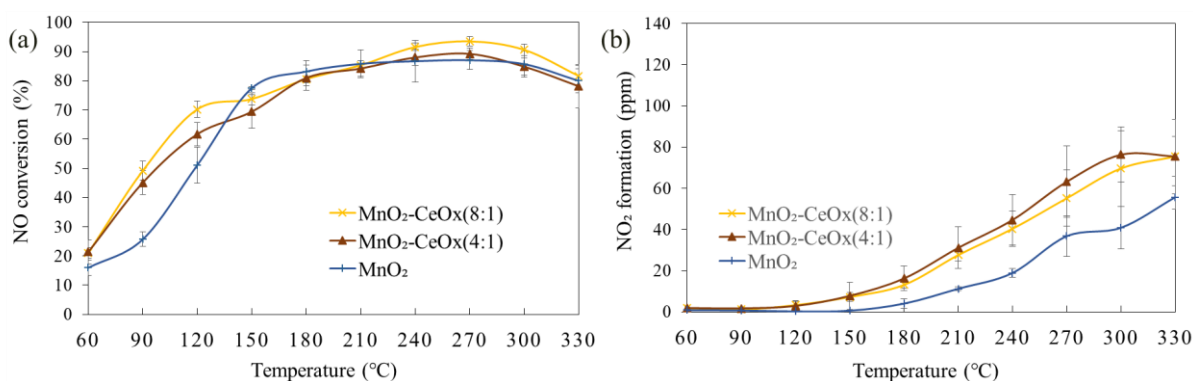 (a)
NO conversion (%)
100
90
80
70
60
50
40
30
20
10
0
MnO₂-CeOx(8:1)
MnO₂-CeOx(4:1)
MnO₂
60 90 120 150 180 210 240 270 300 330
Temperature (℃)
(b)
NO₂ formation (ppm)
140
120
100
80
60
40
20
0
MnO₂-CeOx(8:1)
MnO₂-CeOx(4:1)
MnO₂
60 90 120 150 180 210 240 270 300 330
Temperature (℃)